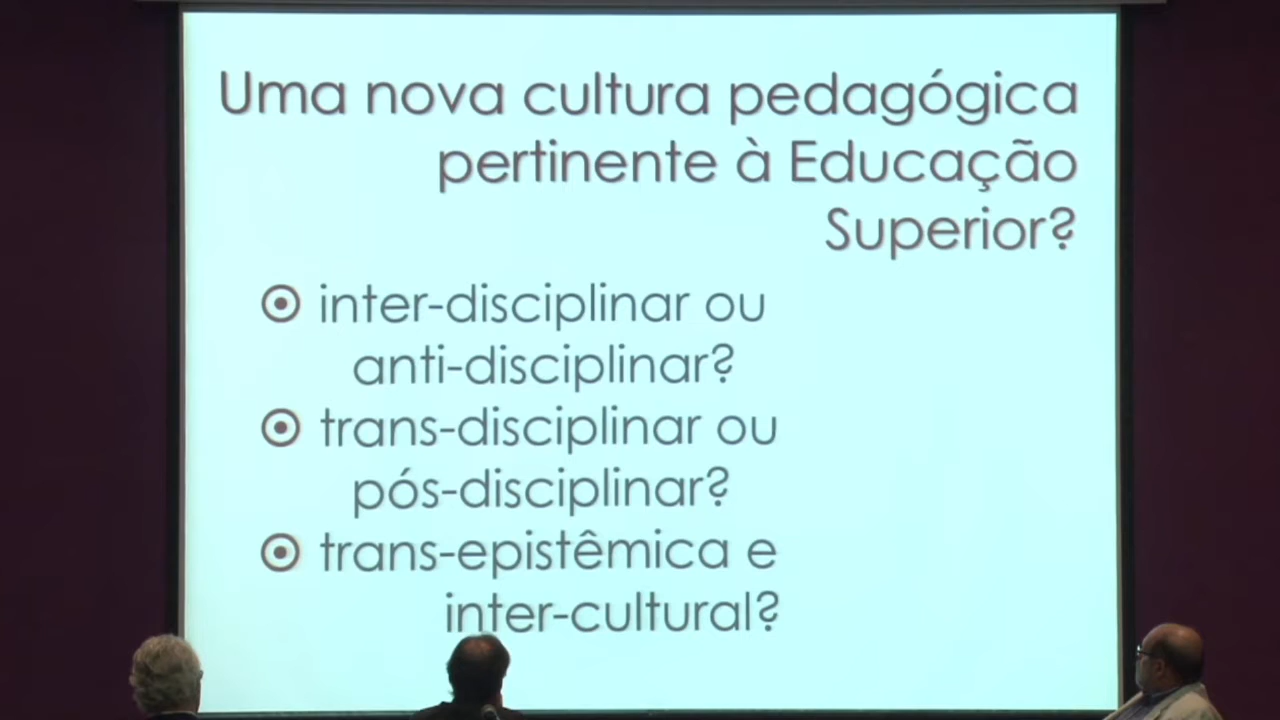 Uma nova cultura pedagógica
pertinente à Educação
Superior?
inter-disciplinar ou
anti-disciplinar?
trans-disciplinar ou
pós-disciplinar?
trans-epistêmica e
inter-cultural?